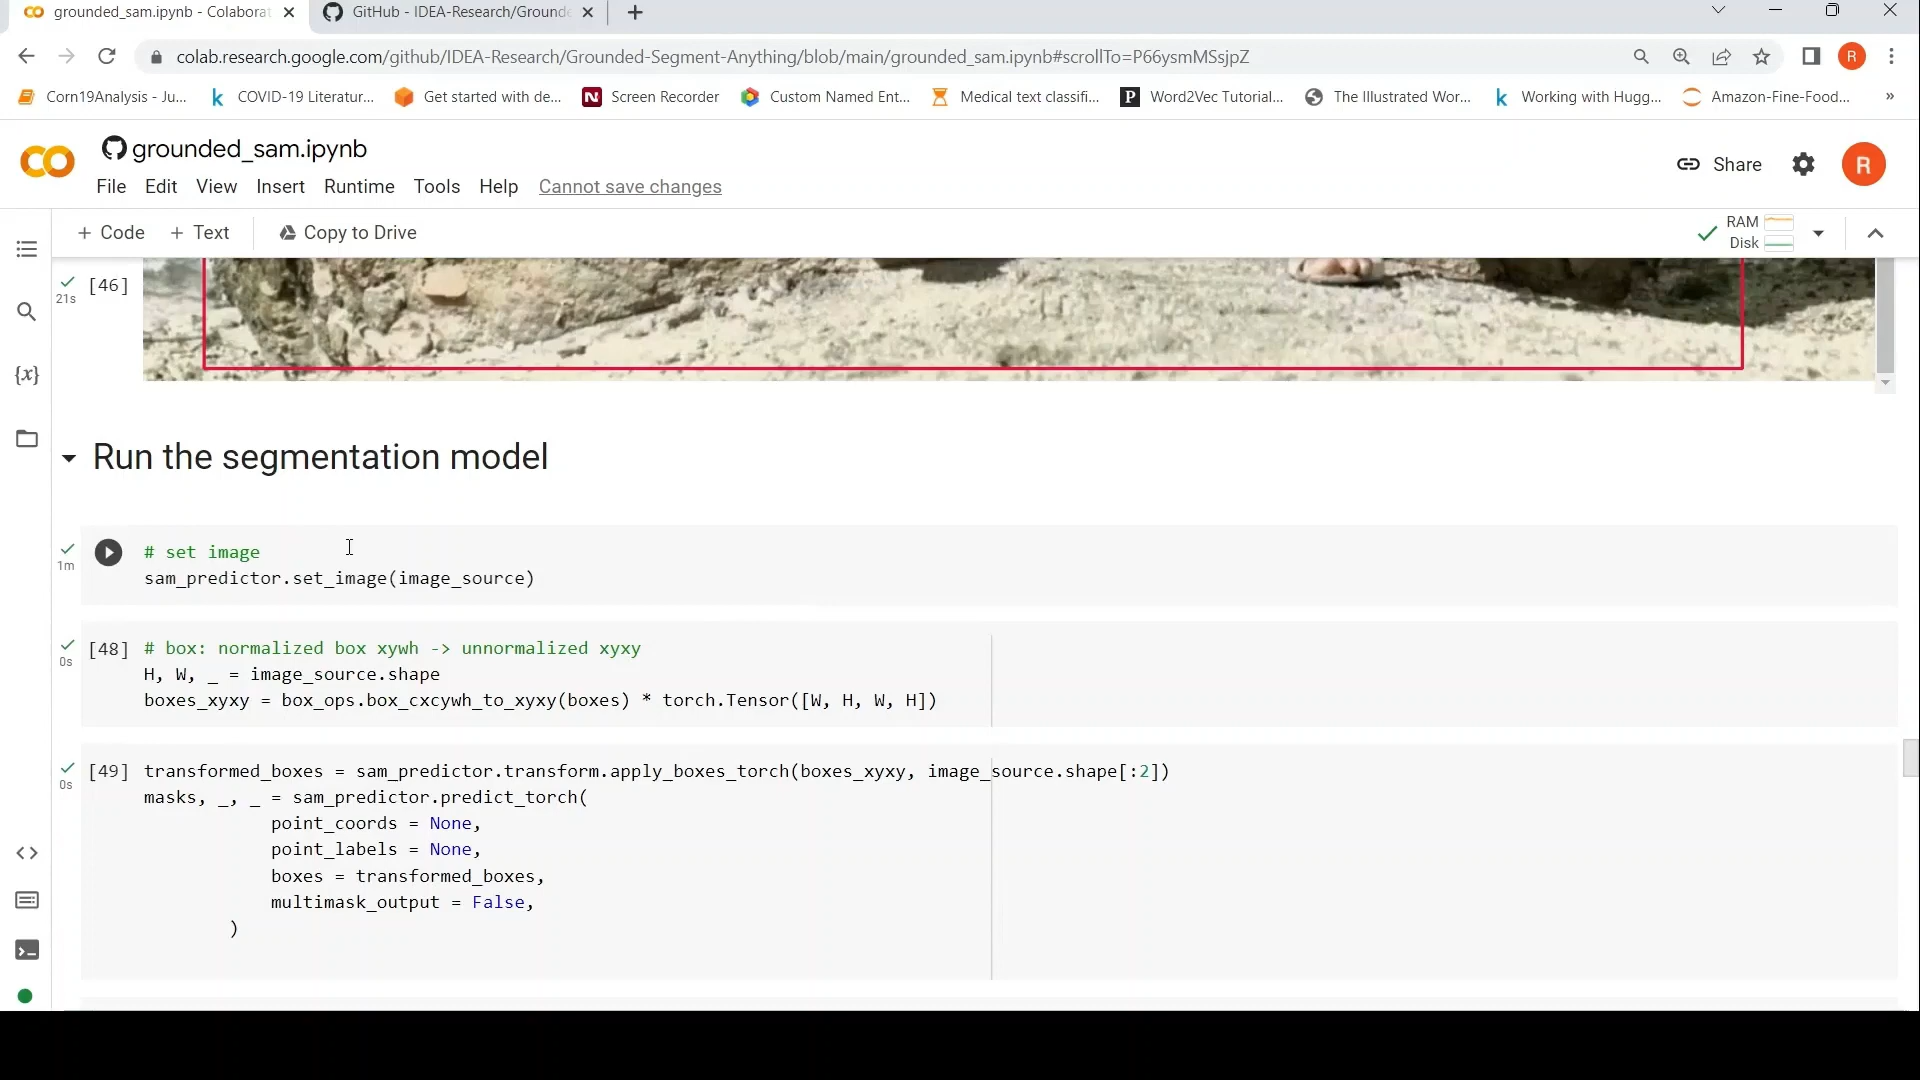 grounded_sam.ipynb - Colaborat
GitHub - IDEA-Research/Grounde
colab.research.google.com/github/IDEA-Research/Grounded-Segment-Anything/blob/main/grounded_sam.ipynb#scrollTo=P66ysmMSsjpZ
R
Corn19Analysis - Ju...
COVID-19 Literatur...
Get started with de...
Screen Recorder
Custom Named Ent...
Medical text classifi...
Word2Vec Tutorial...
The Illustrated Wor...
Working with Hugg...
Amazon-Fine-Food...
»
grounded_sam.ipynb
Share
R
File Edit View Insert Runtime Tools Help Cannot save changes
+ Code + Text Copy to Drive
RAM
Disk
[46]
21s
Run the segmentation model
1m
# set image
sam_predictor.set_image(image_source)
0s
[48] # box: normalized box xywh -> unnormalized xyxy
H, W, _ = image_source.shape
boxes_xyxy = box_ops.box_cxcywh_to_xyxy(boxes) * torch.Tensor([W, H, W, H])
0s
[49] transformed_boxes = sam_predictor.transform.apply_boxes_torch(boxes_xyxy, image_source.shape[:2])
masks, _, _ = sam_predictor.predict_torch(
point_coords = None,
point_labels = None,
boxes = transformed_boxes,
multimask_output = False,
)